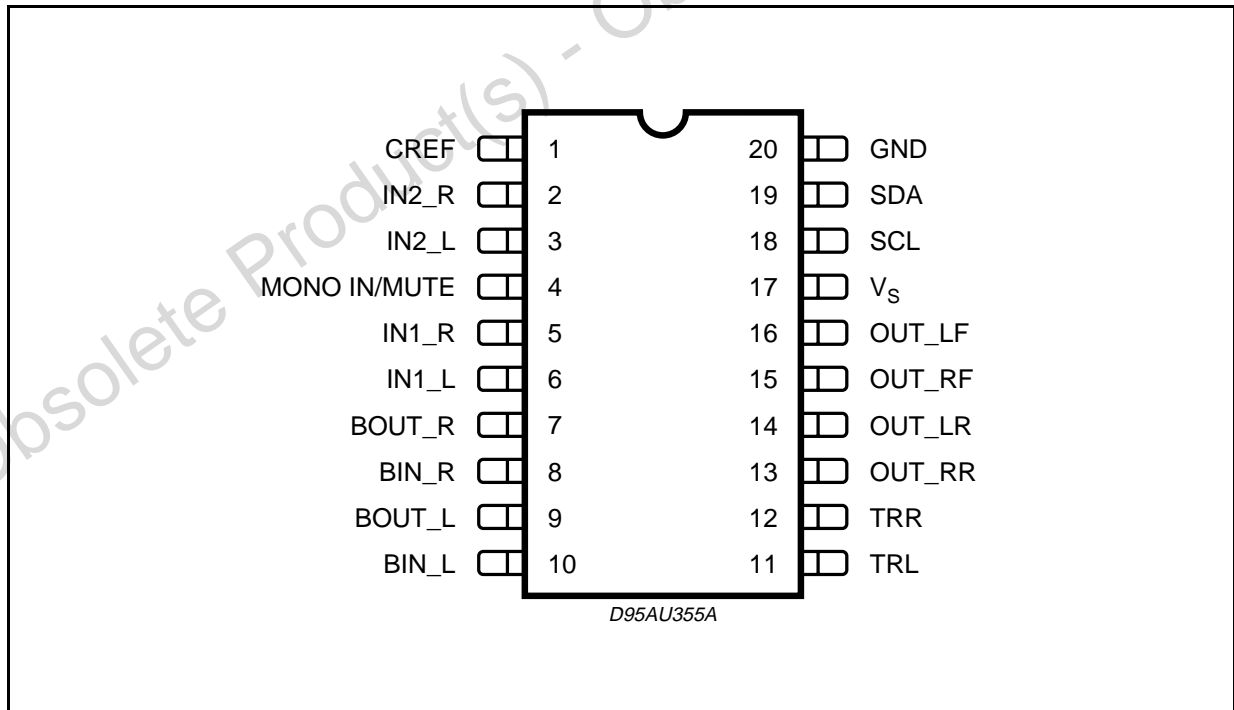 Obsolete Product(s) - Ob
CREF 1 20 GND
IN2_R 2 19 SDA
IN2_L 3 18 SCL
MONO IN/MUTE 4 17 VS
IN1_R 5 16 OUT_LF
IN1_L 6 15 OUT_RF
BOUT_R 7 14 OUT_LR
BIN_R 8 13 OUT_RR
BOUT_L 9 12 TRR
BIN_L 10 11 TRL
D95AU355A